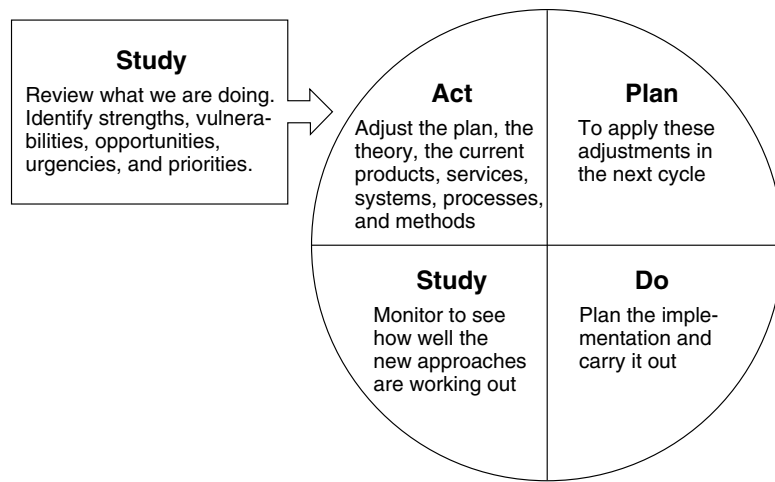 Study
Review what we are doing.
Identify strengths, vulnera-
bilities, opportunities,
urgencies, and priorities.
Act
Adjust the plan, the
theory, the current
products, services,
systems, processes,
and methods
Plan
To apply these
adjustments in
the next cycle
Study
Monitor to see
how well the
new approaches
are working out
Do
Plan the imple-
mentation and
carry it out